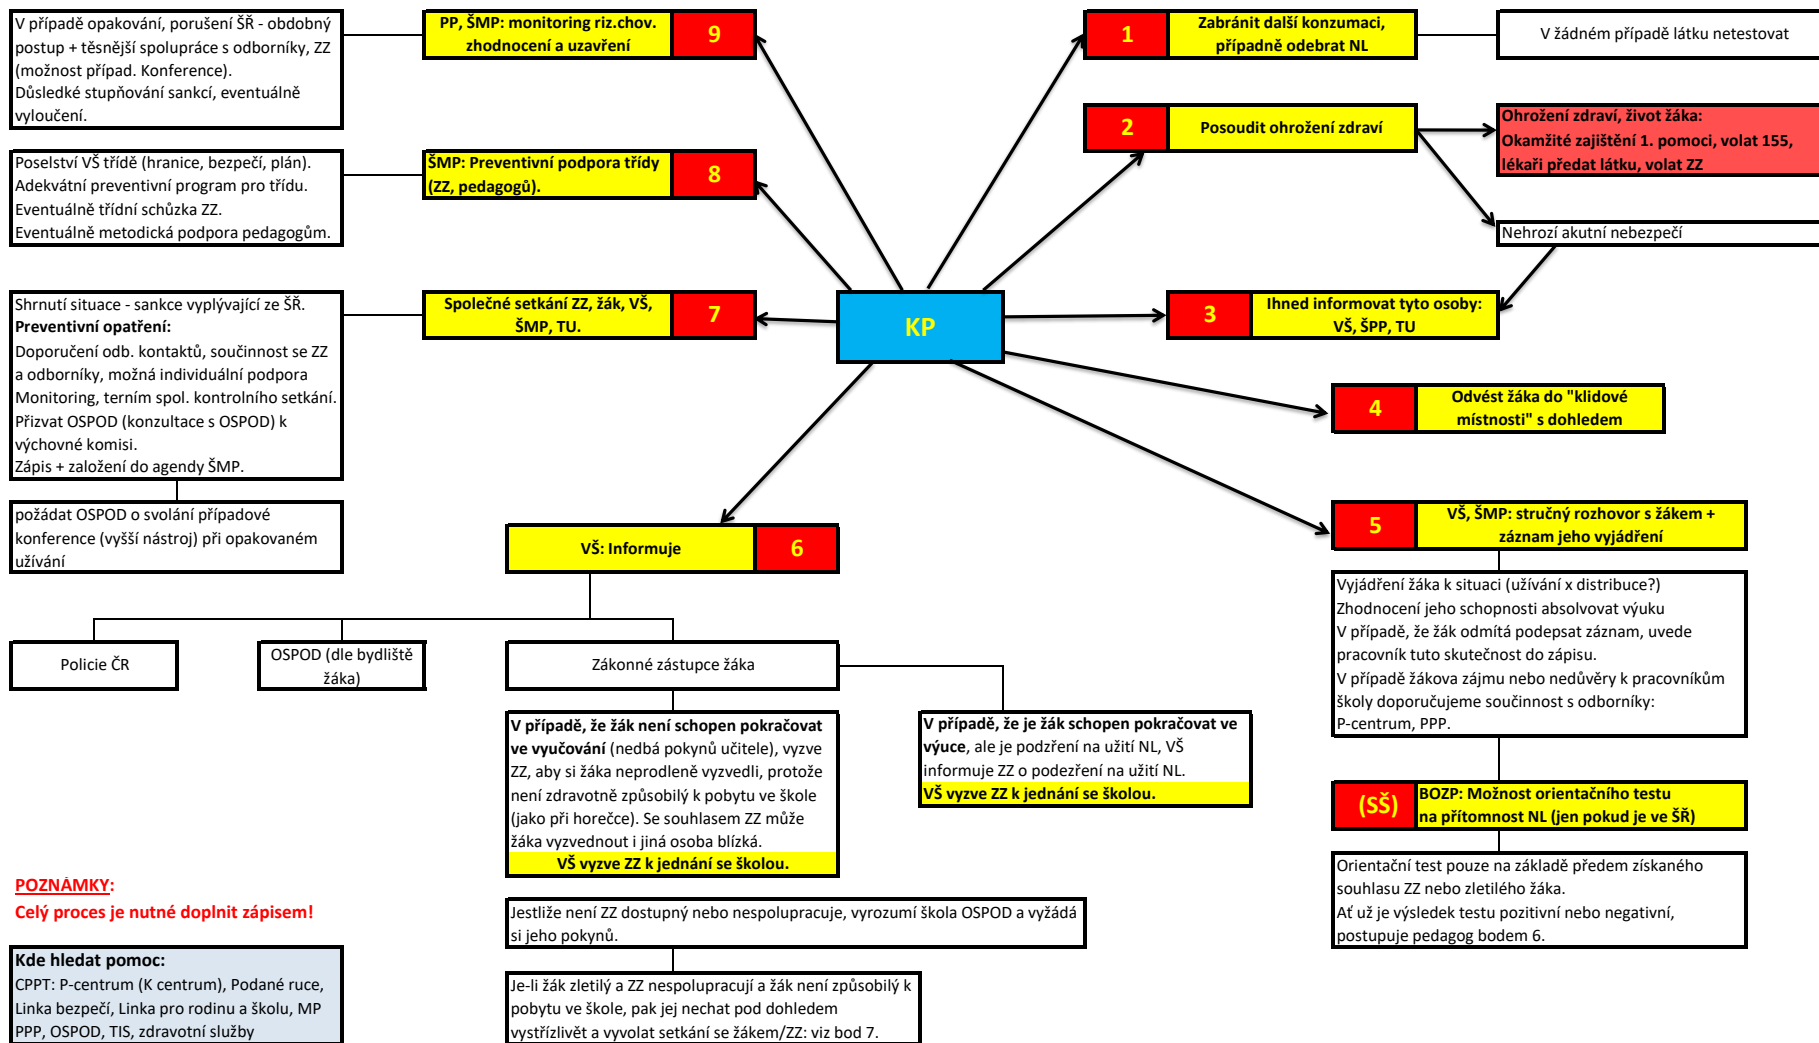 V případě opakování, porušení ŠŘ - obdobný
postup + těsnější spolupráce s odborníky, ZZ
(možnost případ. Konference).
Důsledké stupňování sankcí, eventuálně
vyloučení.
PP, ŠMP: monitoring riz.chov.
zhodnocení a uzavření
9
1
Zabránit další konzumaci,
případně odebrat NL
V žádném případě látku netestovat
2
Posoudit ohrožení zdraví
Ohrožení zdraví, život žáka:
Okamžité zajištění 1. pomoci, volat 155,
lékaři předat látku, volat ZZ
Nehrozí akutní nebezpečí
Poselství VŠ třídě (hranice, bezpečí, plán).
Adekvátní preventivní program pro třídu.
Eventuálně třídní schůzka ZZ.
Eventuálně metodická podpora pedagogům.
ŠMP: Preventivní podpora třídy
(ZZ, pedagogů).
8
Shrnutí situace - sankce vyplývající ze ŠŘ.
Preventivní opatření:
Doporučení odb. kontaktů, součinnost se ZZ
a odborníky, možná individuální podpora
Monitoring, terním spol. kontrolního setkání.
Přizvat OSPOD (konzultace s OSPOD) k
výchovné komisi.
Zápis + založení do agendy ŠMP.
Společné setkání ZZ, žák, VŠ,
ŠMP, TU.
7
KP
3
Ihned informovat tyto osoby:
VŠ, ŠPP, TU
4
Odvést žáka do "klidové
místnosti" s dohledem
požádat OSPOD o svolání případové
konference (vyšší nástroj) při opakovaném
užívání
VŠ: Informuje
6
5
VŠ, ŠMP: stručný rozhovor s žákem +
záznam jeho vyjádření
Vyjádření žáka k situaci (užívání x distribuce?)
Zhodnocení jeho schopnosti absolvovat výuku
V případě, že žák odmítá podepsat záznam, uvede
pracovník tuto skutečnost do zápisu.
V případě žákova zájmu nebo nedůvěry k pracovníkům
školy doporučujeme součinnost s odborníky:
P-centrum, PPP.
Policie ČR
OSPOD (dle bydliště
žáka)
Zákonné zástupce žáka
V případě, že žák není schopen pokračovat
ve vyučování (nedbá pokynů učitele), vyzve
ZZ, aby si žáka neprodleně vyzvedli, protože
není zdravotně způsobilý k pobytu ve škole
(jako při horečce). Se souhlasem ZZ může
žáka vyzvednout i jiná osoba blízká.
VŠ vyzve ZZ k jednání se školou.
V případě, že je žák schopen pokračovat ve
výuce, ale je podzření na užití NL, VŠ
informuje ZZ o podezření na užití NL.
VŠ vyzve ZZ k jednání se školou.
(SŠ)
BOZP: Možnost orientačního testu
na přítomnost NL (jen pokud je ve ŠŘ)
Orientační test pouze na základě předem získaného
souhlasu ZZ nebo zletilého žáka.
Ať už je výsledek testu pozitivní nebo negativní,
postupuje pedagog bodem 6.
POZNÁMKY:
Celý proces je nutné doplnit zápisem!
Jestliže není ZZ dostupný nebo nespolupracuje, vyrozumí škola OSPOD a vyžádá
si jeho pokynů.
Kde hledat pomoc:
CPPT: P-centrum (K centrum), Podané ruce,
Linka bezpečí, Linka pro rodinu a školu, MP
PPP, OSPOD, TIS, zdravotní služby
Je-li žák zletilý a ZZ nespolupracují a žák není způsobilý k
pobytu ve škole, pak jej nechat pod dohledem
vystřízlivět a vyvolat setkání se žákem/ZZ: viz bod 7.